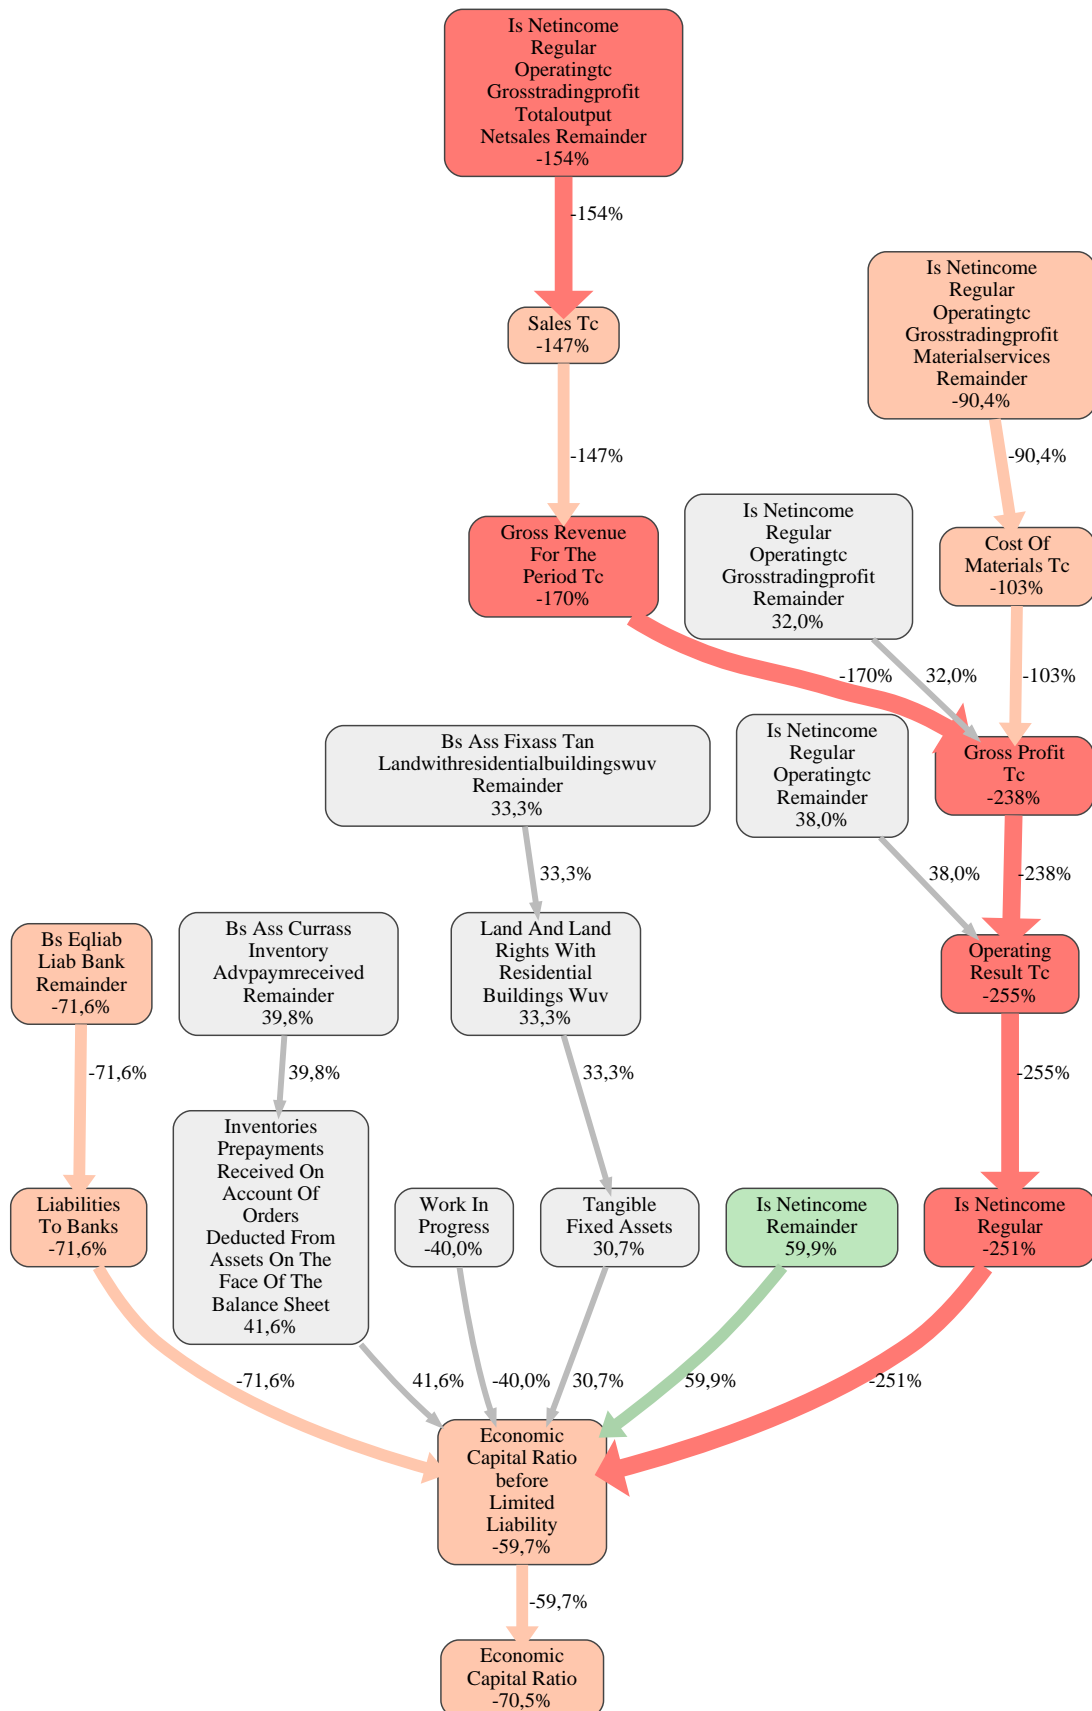 Is Netincome
Regular
Operatingtc
Grosstradingprofit
Totaloutput
Netsales Remainder
-154%
-154%
Sales Tc
-147%
-147%
Is Netincome
Regular
Operatingtc
Grosstradingprofit
Materialservices
Remainder
-90,4%
-90,4%
Gross Revenue
For The
Period Tc
-170%
-170%
Is Netincome
Regular
Operatingtc
Grosstradingprofit
Remainder
32,0%
32,0%
Cost Of
Materials Tc
-103%
-103%
Bs Ass Fixass Tan
Landwithresidentialbuildingswuv
Remainder
33,3%
33,3%
Is Netincome
Regular
Operatingtc
Remainder
38,0%
38,0%
Gross Profit
Tc
-238%
-238%
Bs Eqliab
Liab Bank
Remainder
-71,6%
-71,6%
Bs Ass Currass
Inventory
Advpaymreceived
Remainder
39,8%
39,8%
Land And Land
Rights With
Residential
Buildings Wuv
33,3%
33,3%
Operating
Result Tc
-255%
-255%
Liabilities
To Banks
-71,6%
-71,6%
Inventories
Prepayments
Received On
Account Of
Orders
Deducted From
Assets On The
Face Of The
Balance Sheet
41,6%
41,6%
Work In
Progress
-40,0%
-40,0%
Tangible
Fixed Assets
30,7%
30,7%
Is Netincome
Remainder
59,9%
59,9%
Is Netincome
Regular
-251%
-251%
Economic
Capital Ratio
before
Limited
Liability
-59,7%
-59,7%
Economic
Capital Ratio
-70,5%